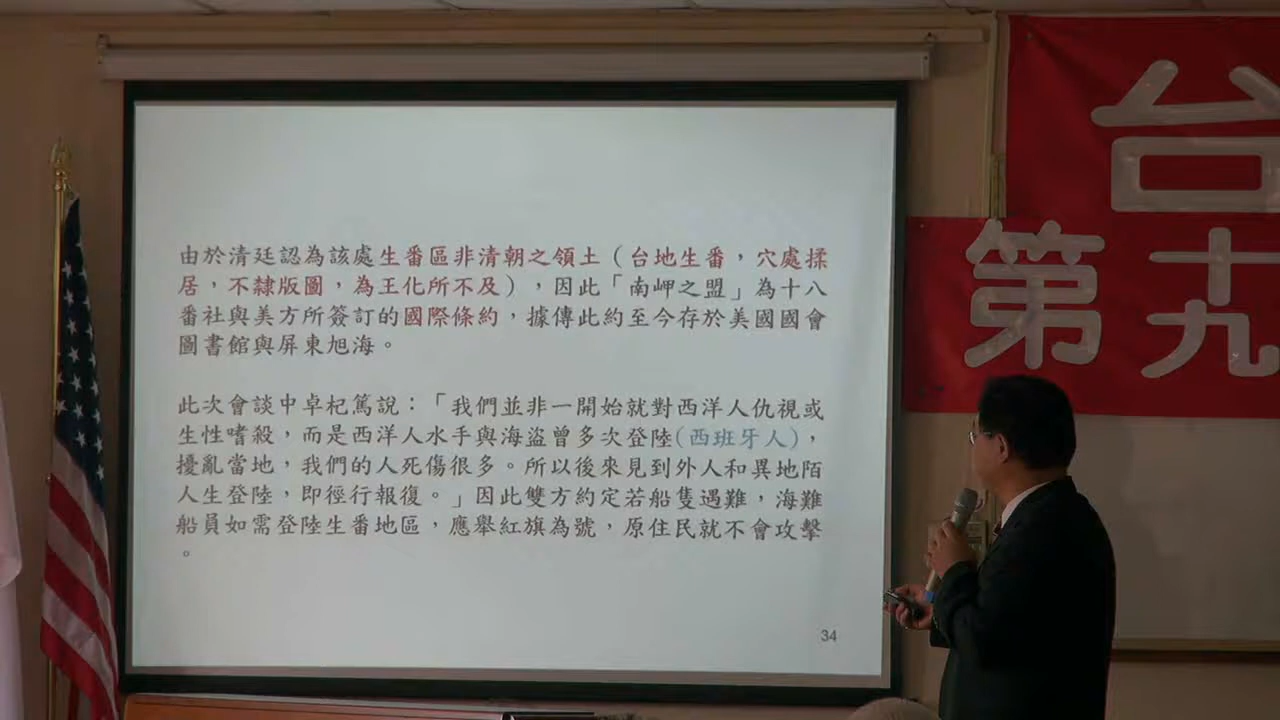 由於清廷認為該處生番區非清朝之領土（台地生番，穴處揉
居，不隸版圖，為王化所不及），因此「南岬之盟」為十八
番社與美方所簽訂的國際條約，據傳此約至今存於美國國會
圖書館與屏東旭海。
此次會談中卓杞篤說：「我們並非一開始就對西洋人仇視或
生性嗜殺，而是西洋人水手與海盜曾多次登陸(西班牙人)，
擾亂當地，我們的人死傷很多。所以後來見到外人和異地陌
人生登陸，即徑行報復。」因此雙方約定若船隻遇難，海難
船員如需登陸生番地區，應舉紅旗為號，原住民就不會攻擊
。
34
台
第十九